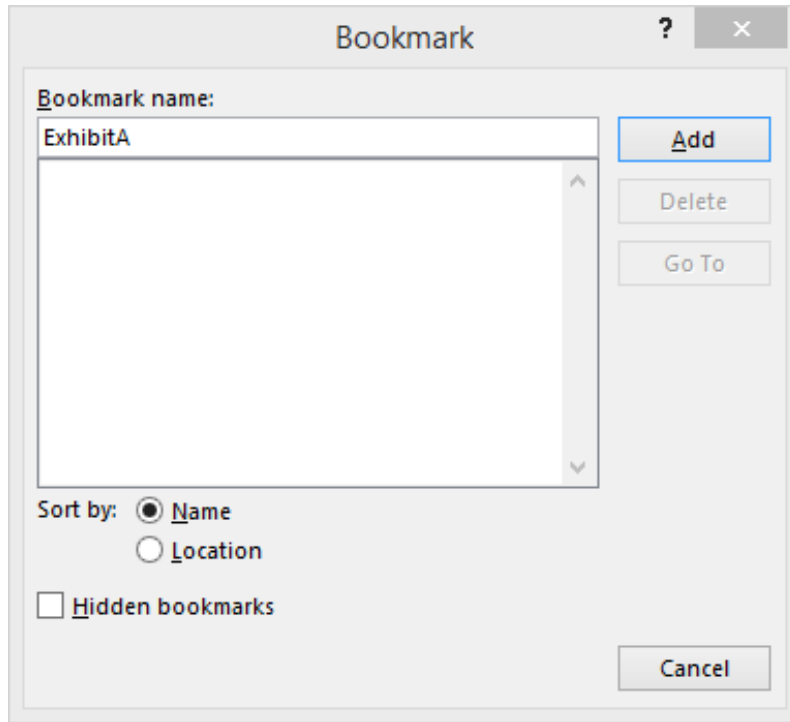 Bookmark ?
Bookmark name:
ExhibitA
Add
Delete
Go To
Sort by: Name
Location
Hidden bookmarks
Cancel